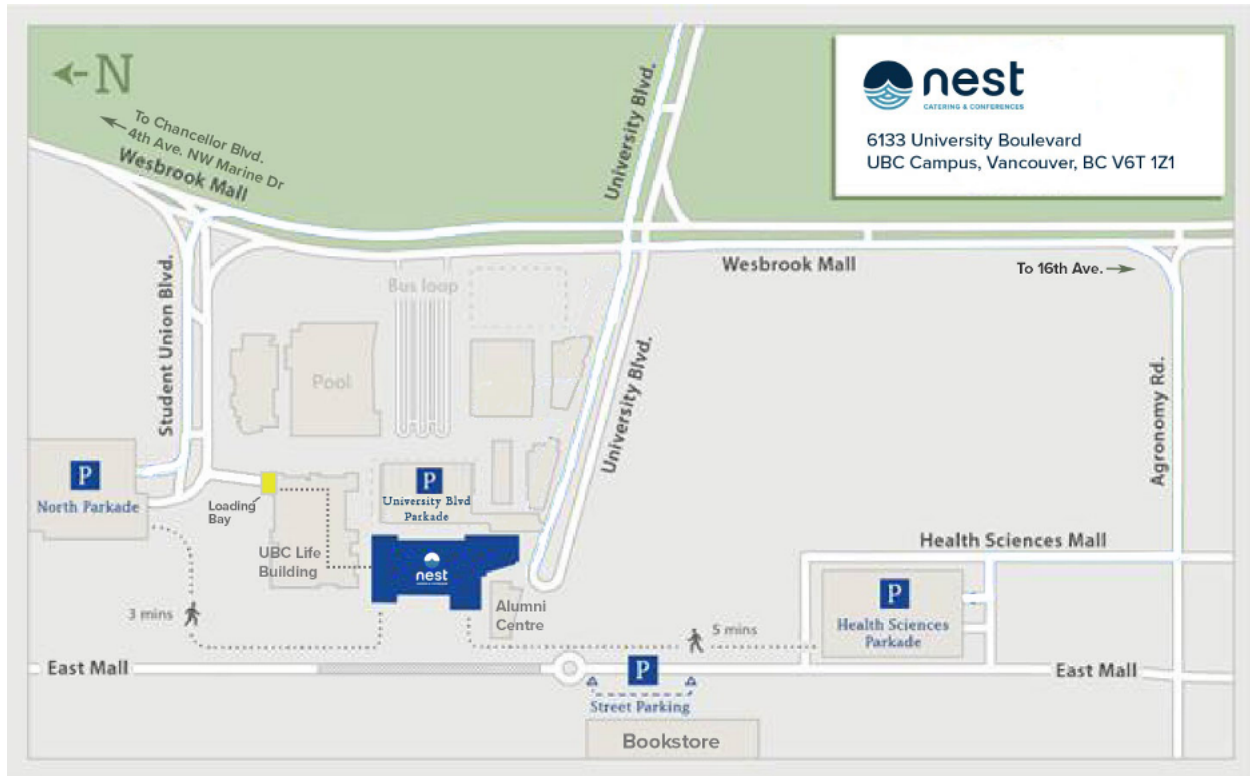 N
To Chancellor Blvd.
4th Ave. NW Marine Dr
Wesbrook Mall
University Blvd.
nest
CATERING & CONFERENCES
6133 University Boulevard
UBC Campus, Vancouver, BC V6T 1Z1
Wesbrook Mall
To 16th Ave.
Student Union Blvd.
Bus loop
Pool
University Blvd.
Agronomy Rd.
P
North Parkade
Loading
Bay
P
University Blvd
Parkade
UBC Life
Building
nest
Alumni
Centre
Health Sciences Mall
P
Health Sciences
Parkade
3 mins
5 mins
East Mall
P
East Mall
Street Parking
Bookstore